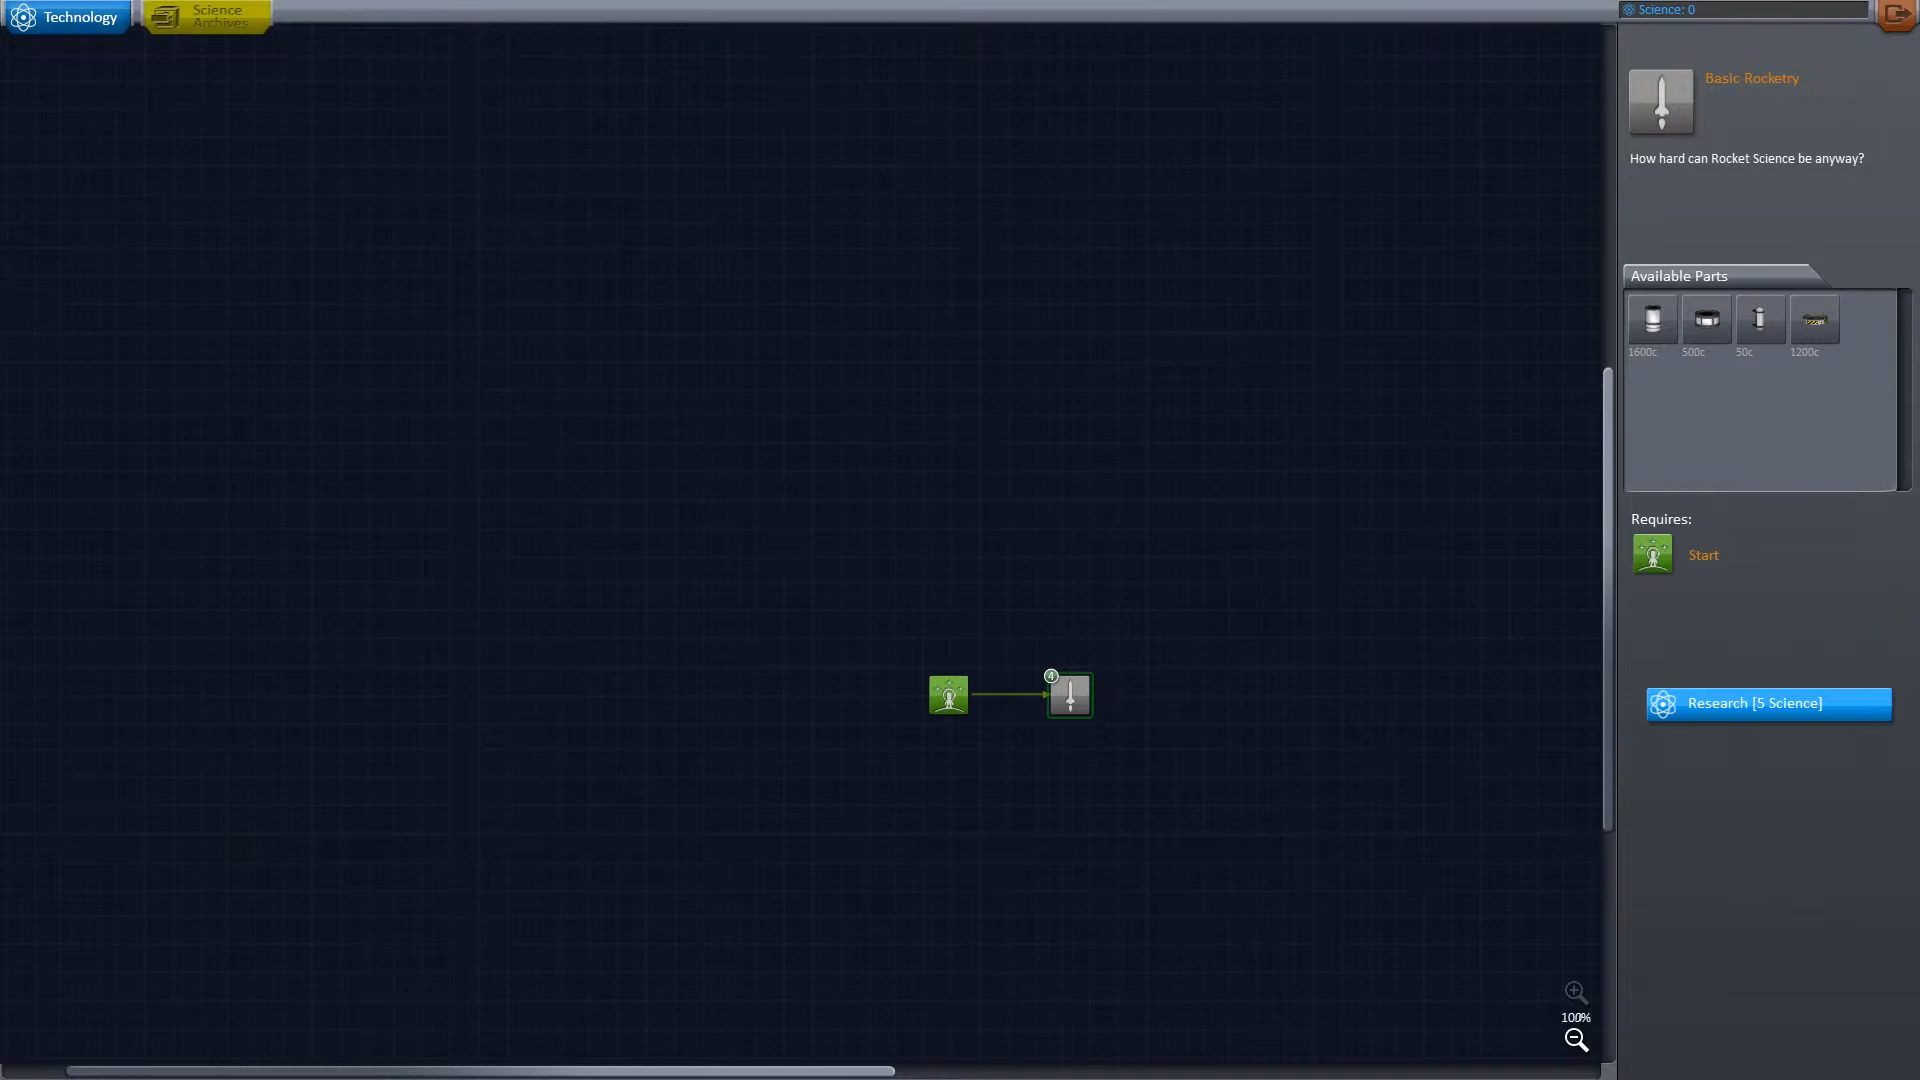 Technology
Science
Archives
Science: 0
Basic Rocketry
How hard can Rocket Science be anyway?
Available Parts
1600c 500c 50c 1200c
Requires:
Start
4
Research [5 Science]
100%